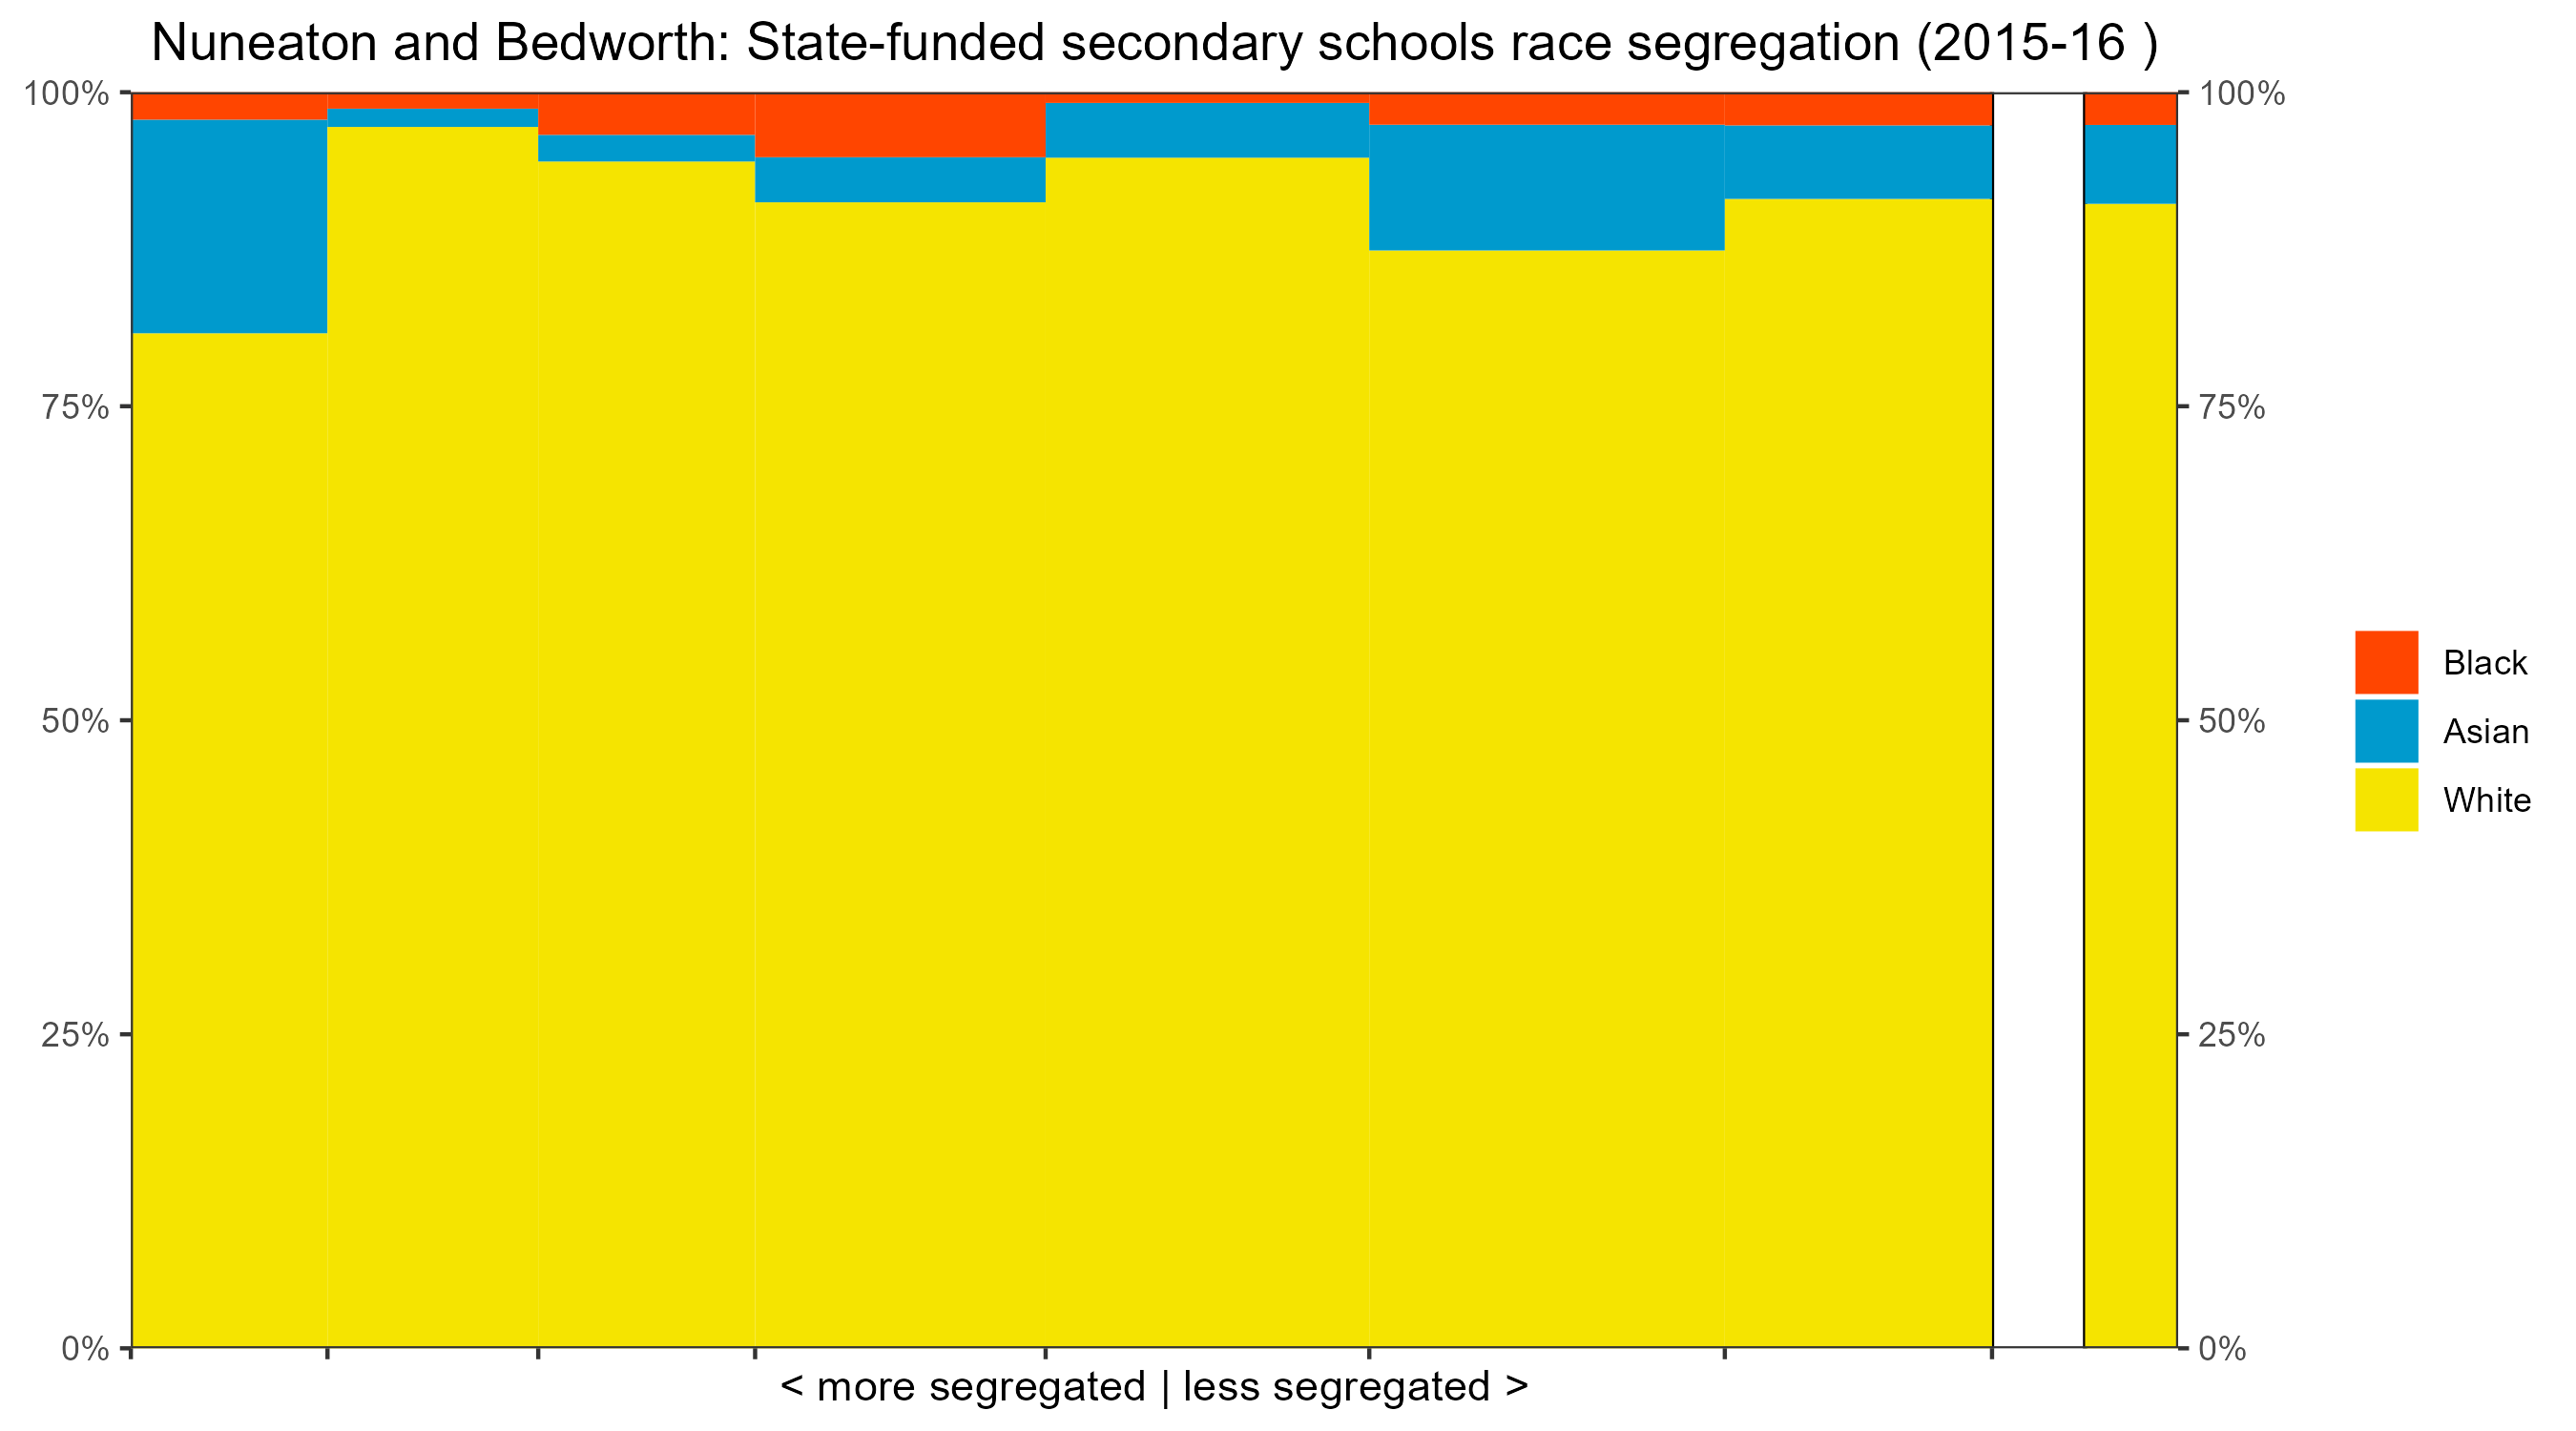 Nuneaton and Bedworth: State-funded secondary schools race segregation (2015-16 )
100%
75%
50%
25%
0%
100%
75%
50%
25%
0%
Black
Asian
White
< more segregated | less segregated >